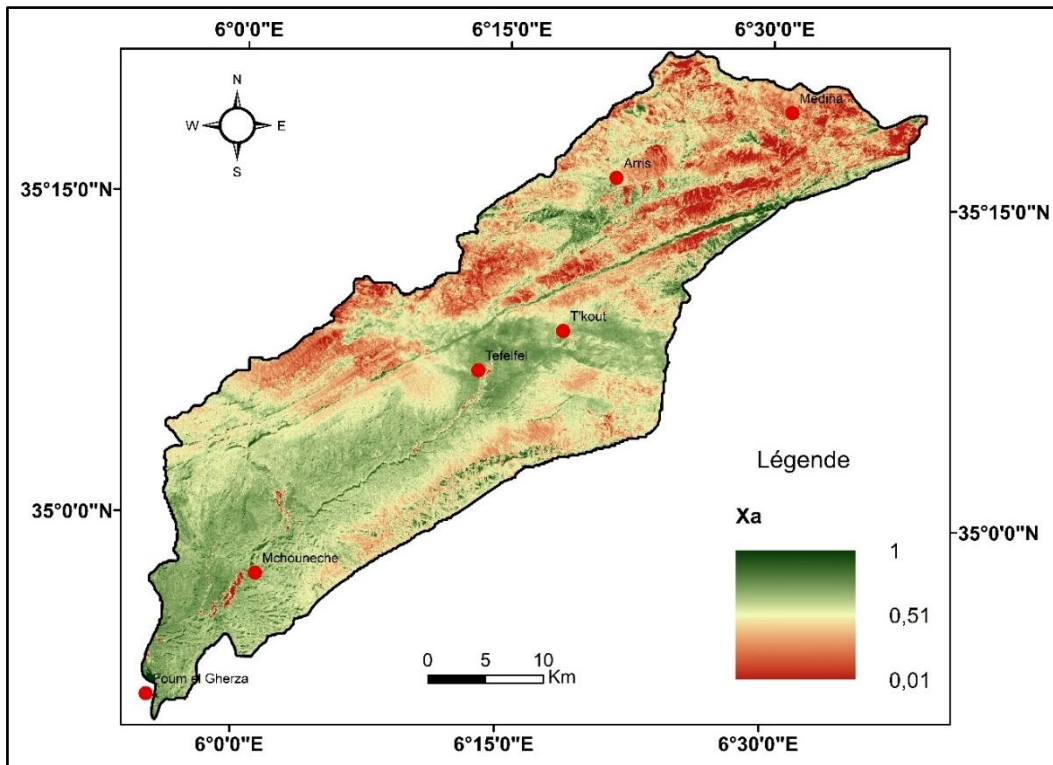 6°0'0"E 6°15'0"E 6°30'0"E
N
W E
S
Medina
Arris
35°15'0"N
35°15'0"N
T'kout
Tefelfel
Légende
Xa
35°0'0"N
35°0'0"N
1
Mchouneche
0,51
0 5 10
Km
Foum el Gherza
0,01
6°0'0"E 6°15'0"E 6°30'0"E